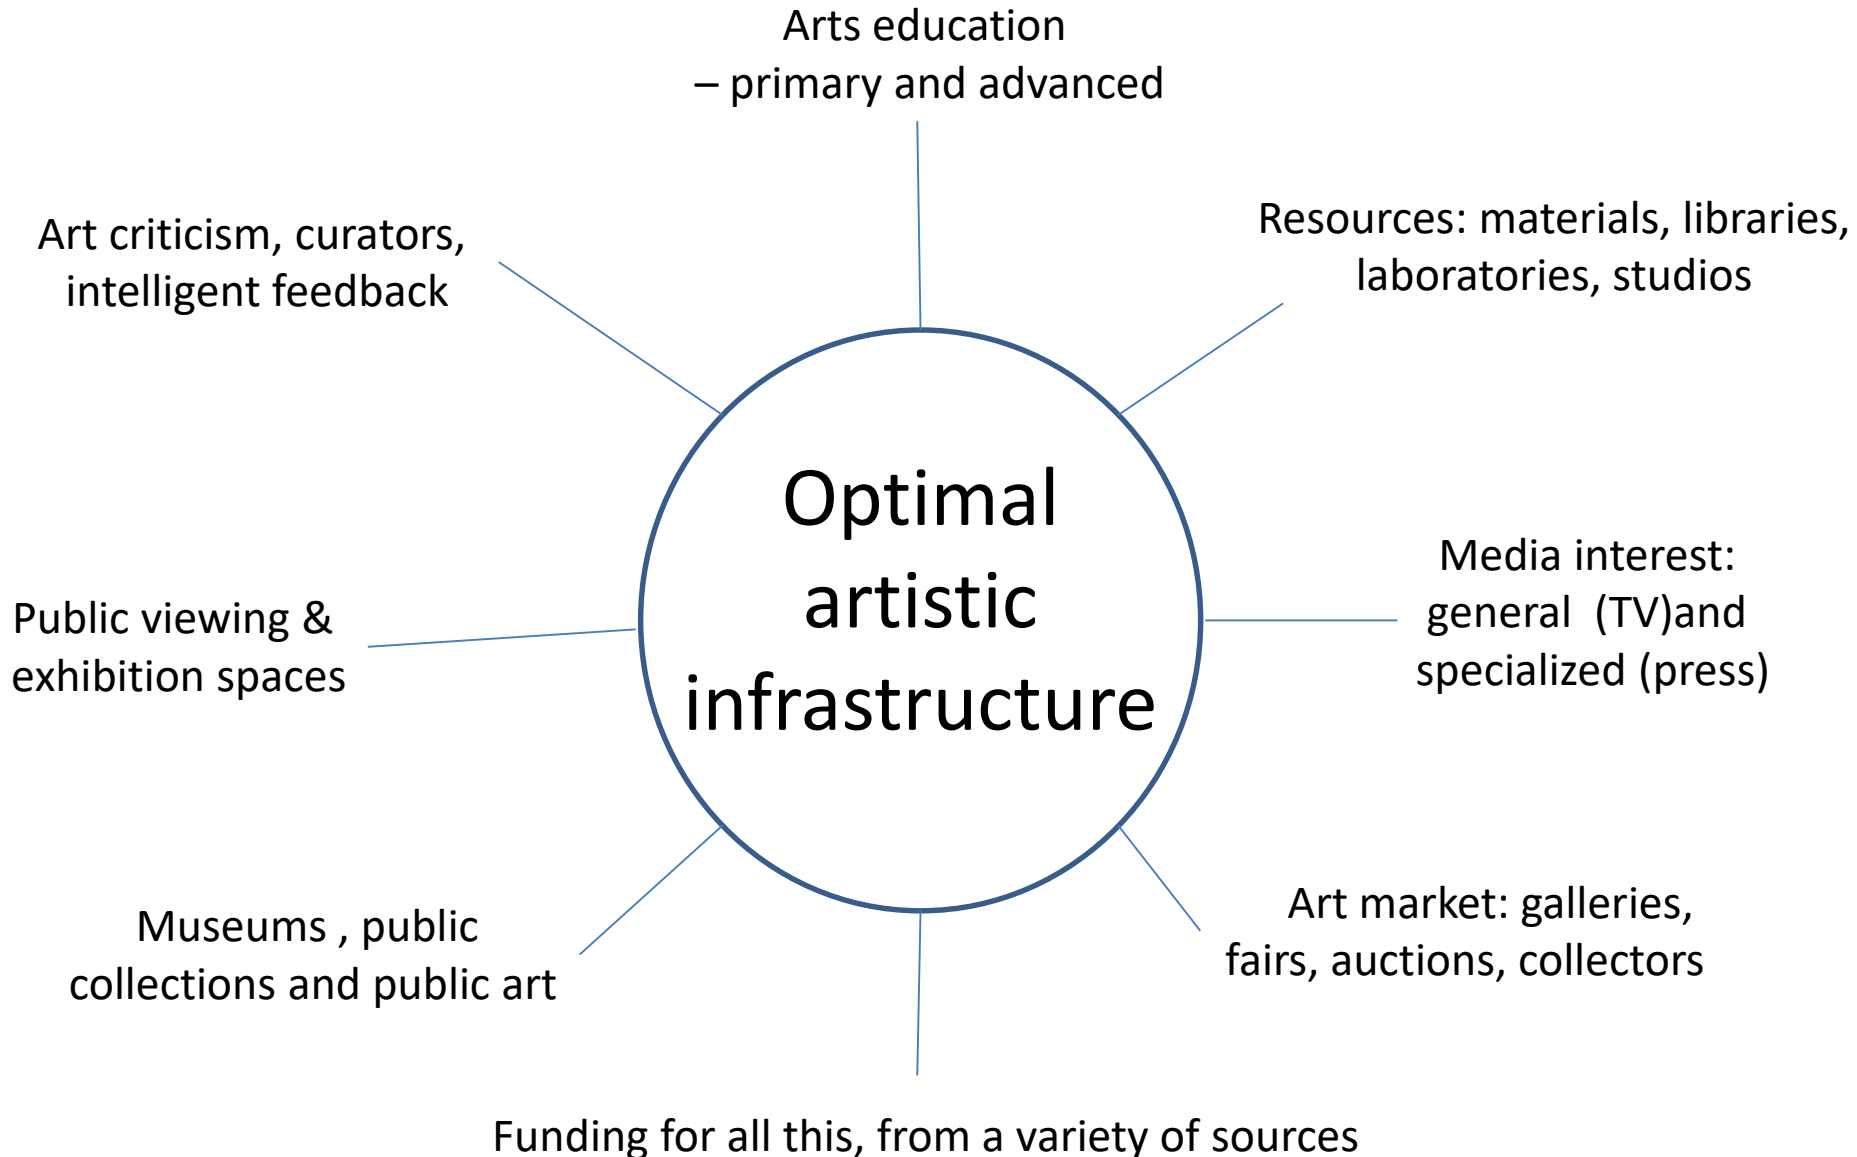 Arts education
– primary and advanced
Art criticism, curators,
intelligent feedback
Resources: materials, libraries,
laboratories, studios
Optimal
artistic
infrastructure
Public viewing &
exhibition spaces
Media interest:
general  (TV)and
specialized (press)
Museums , public
collections and public art
Art market: galleries,
fairs, auctions, collectors
Funding for all this, from a variety of sources